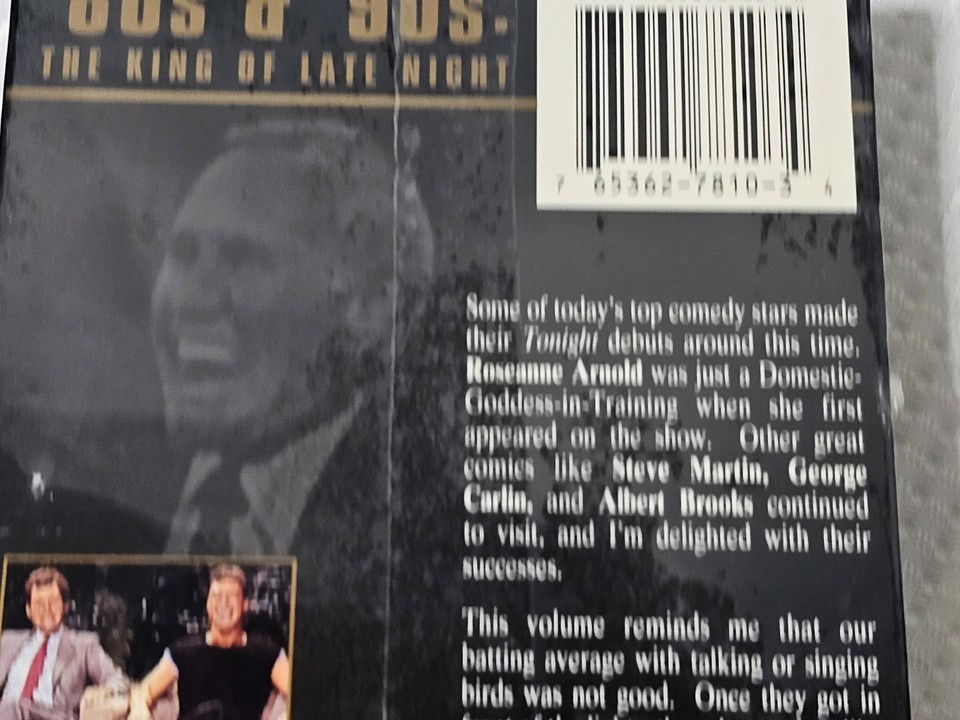 80s & 90s:
THE KING OF LATE NIGHT
7 65362-7810-3 4
Some of today's top comedy stars made
their Tonight debuts around this time.
Roseanne Arnold was just a Domestic-
Goddess-in-Training when she first
appeared on the show. Other great
comics like Steve Martin, George
Carlin, and Albert Brooks continued
to visit, and I'm delighted with their
successes.
This volume reminds me that our
batting average with talking or singing
birds was not good. Once they got in